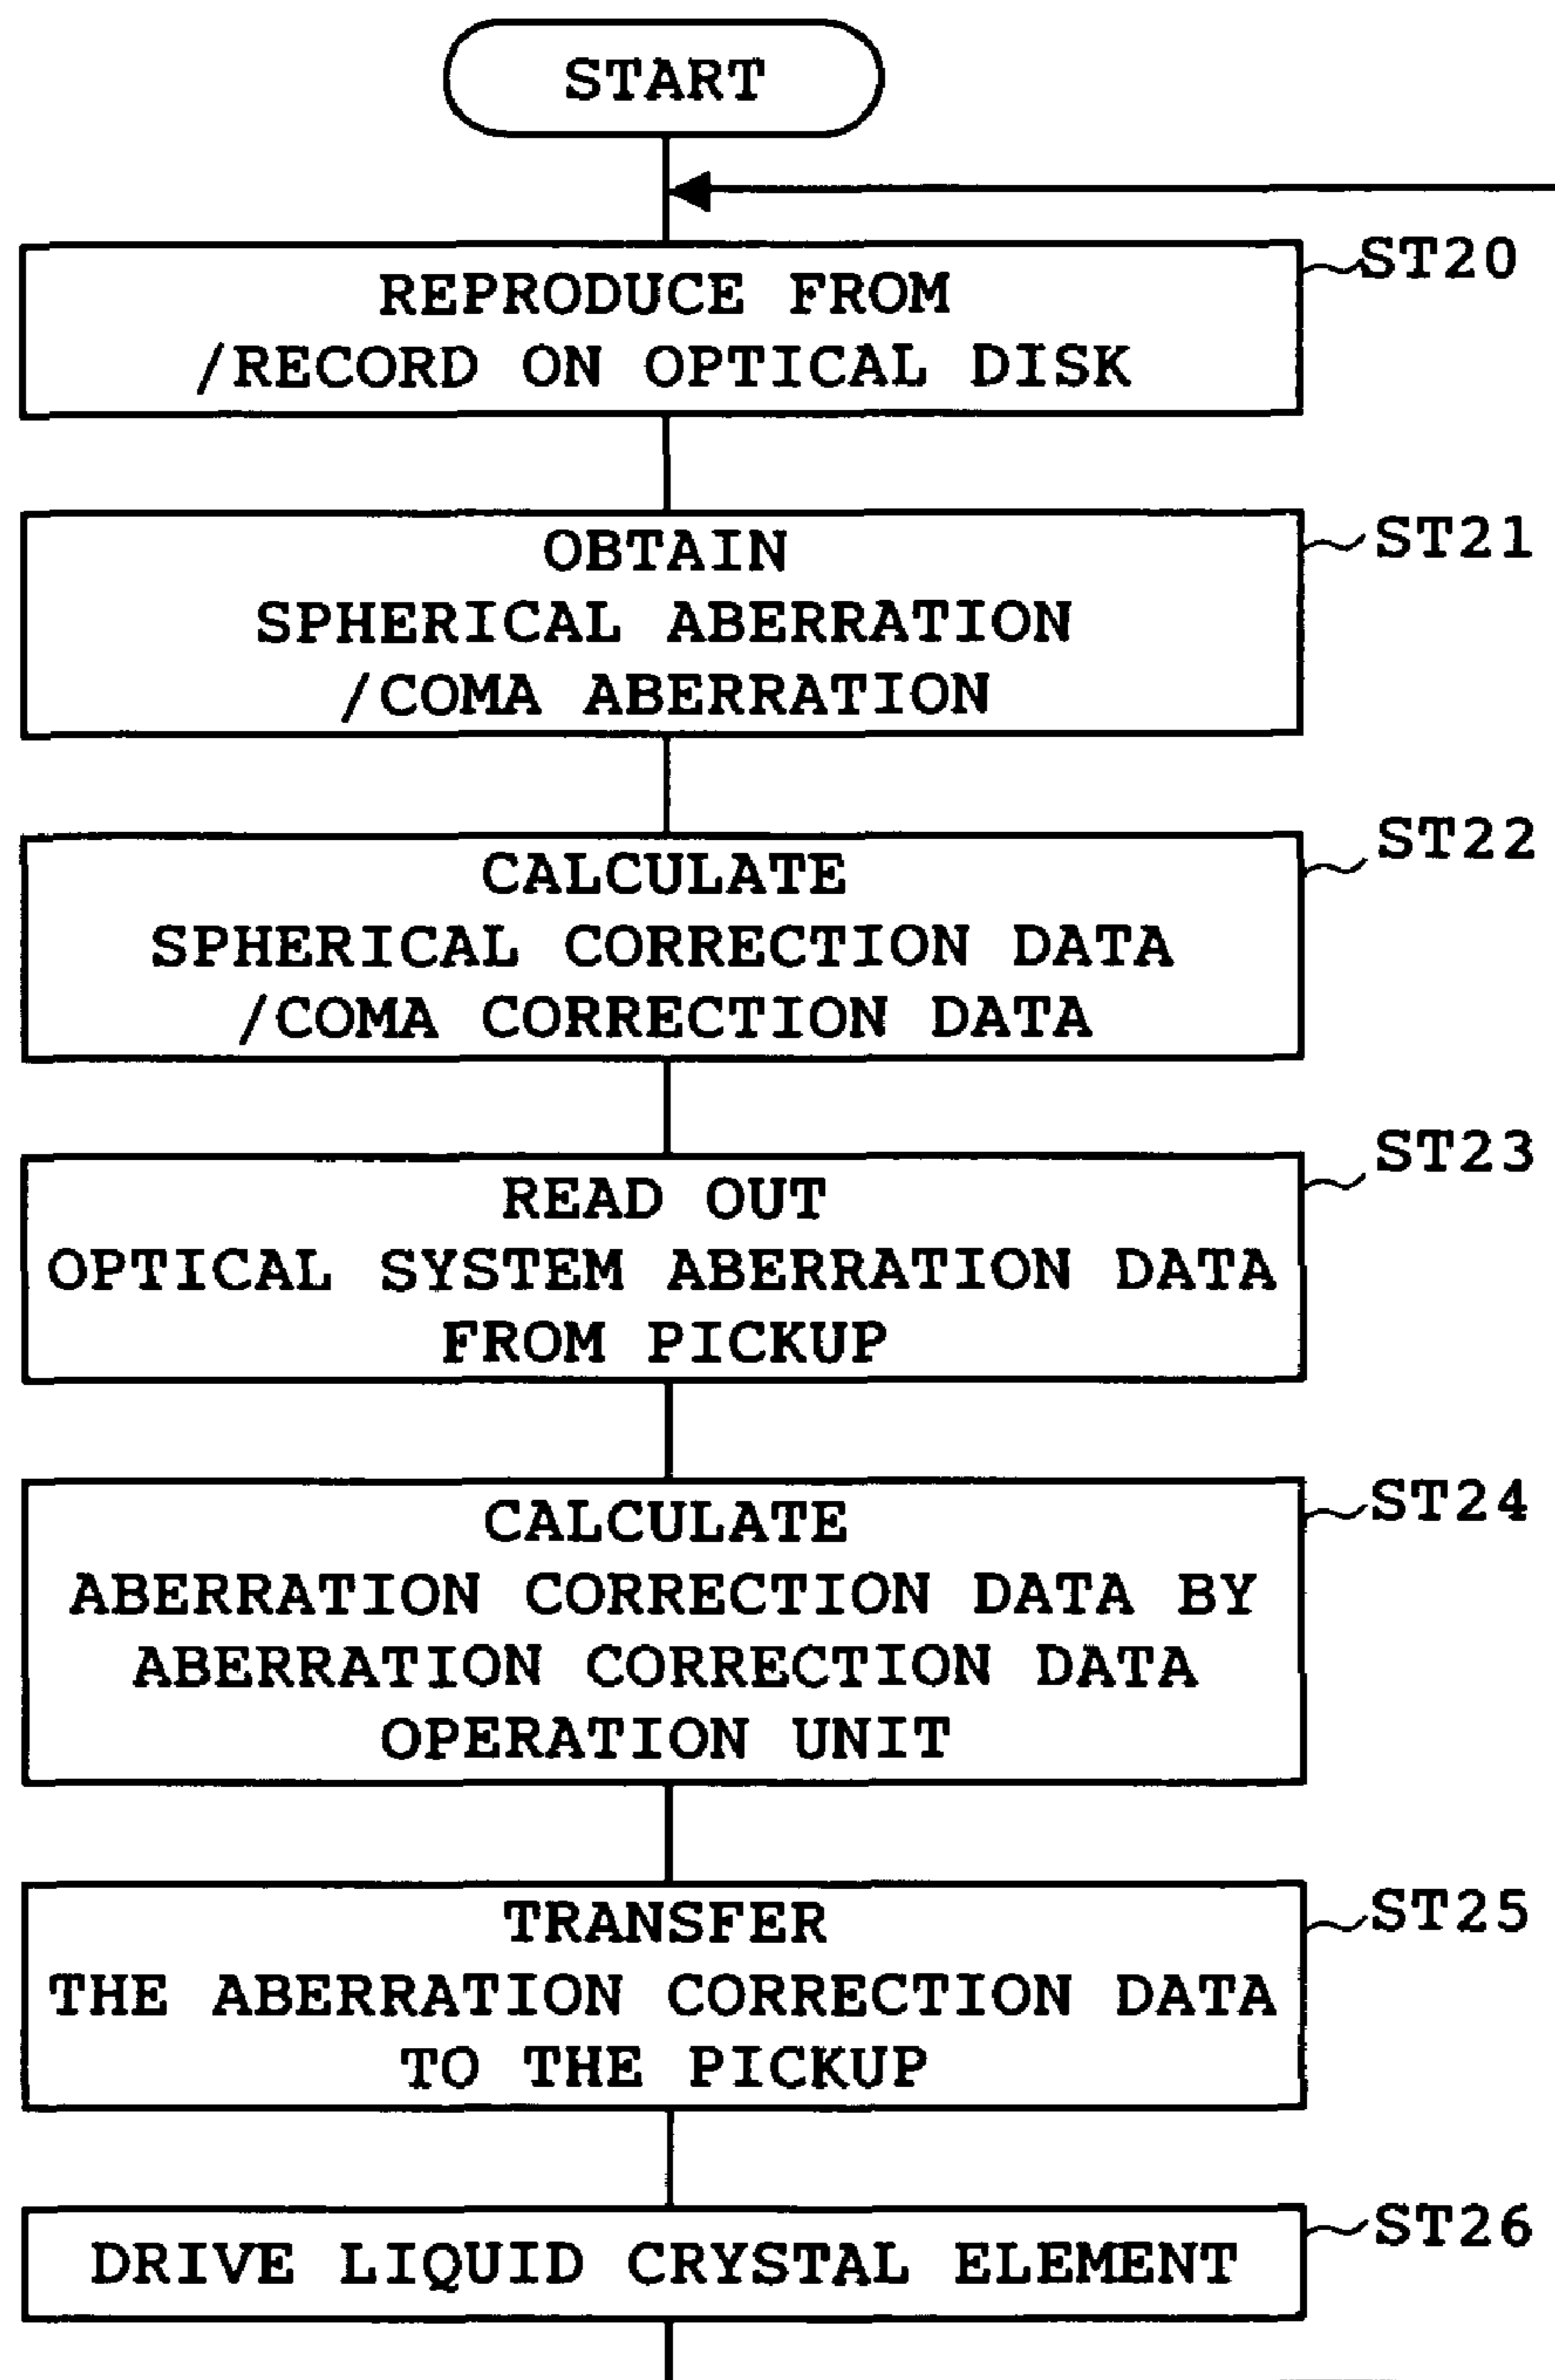 START
REPRODUCE FROM
/RECORD ON OPTICAL DISK
ST20
OBTAIN
SPHERICAL ABERRATION
/COMA ABERRATION
ST21
CALCULATE
SPHERICAL CORRECTION DATA
/COMA CORRECTION DATA
ST22
READ OUT
OPTICAL SYSTEM ABERRATION DATA
FROM PICKUP
ST23
CALCULATE
ABERRATION CORRECTION DATA BY
ABERRATION CORRECTION DATA
OPERATION UNIT
ST24
TRANSFER
THE ABERRATION CORRECTION DATA
TO THE PICKUP
ST25
DRIVE LIQUID CRYSTAL ELEMENT
ST26